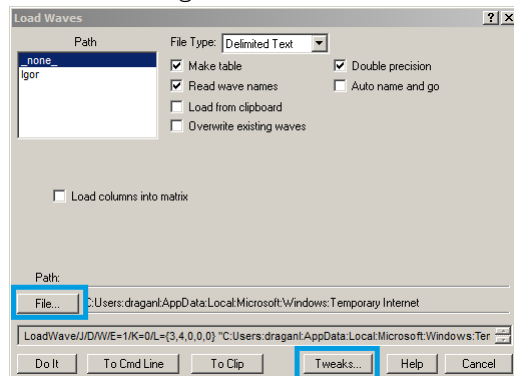 Load Waves
Path
_none_
Igor
File Type: Delimited Text
Make table
Double precision
Read wave names
Auto name and go
Load from clipboard
Overwrite existing waves
Load columns into matrix
Path:
File... C:Users:draganl:AppData:Local:Microsoft:Windows:Temporary Internet
LoadWave/J/D/W/E=1/K=0/L={3,4,0,0,0} "C:Users:draganl:AppData:Local:Microsoft:Windows:Ter
Do It To Cmd Line To Clip Tweaks... Help Cancel